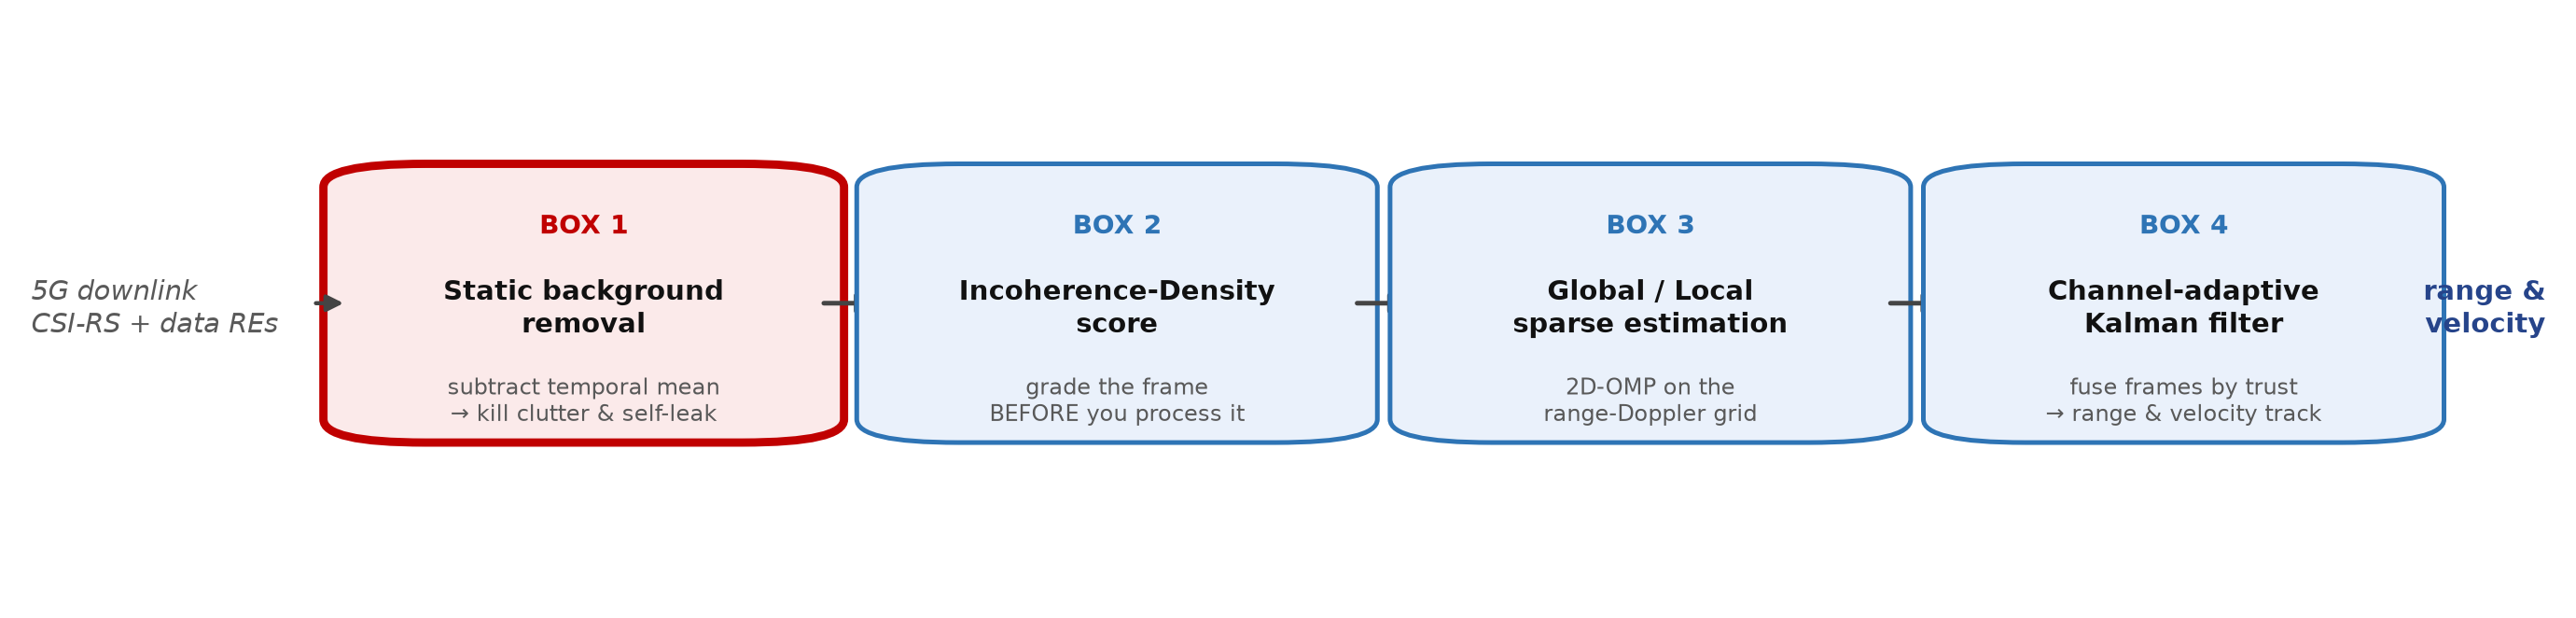 5G downlink
CSI-RS + data REs
BOX 1
Static background
removal
subtract temporal mean
→ kill clutter & self-leak
BOX 2
Incoherence-Density
score
grade the frame
BEFORE you process it
BOX 3
Global / Local
sparse estimation
2D-OMP on the
range-Doppler grid
BOX 4
Channel-adaptive
Kalman filter
fuse frames by trust
→ range & velocity track
range &
velocity